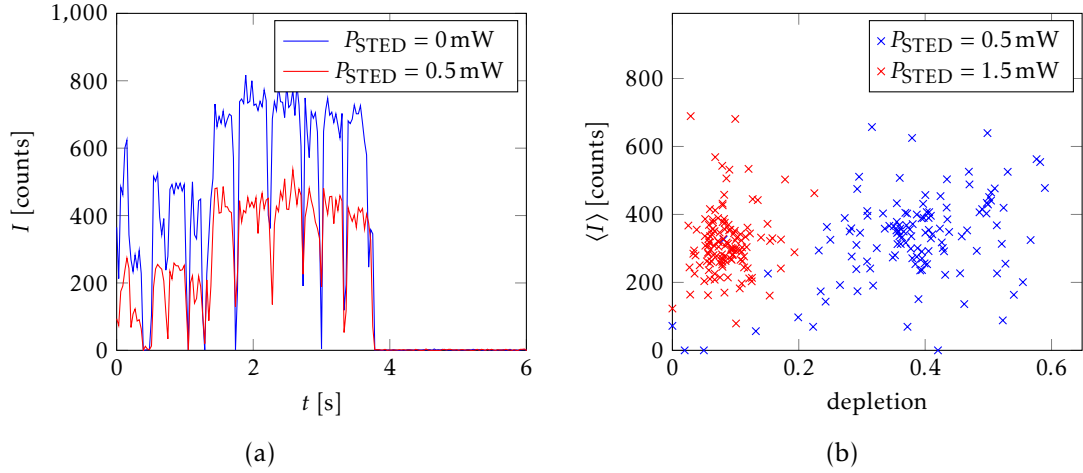 1,000
800
600
400
200
0
0
2
4
6
I [counts]
t [s]
P_STED = 0 mW
P_STED = 0.5 mW
(a)
800
600
400
200
0
0
0.2
0.4
0.6
⟨I⟩ [counts]
depletion
P_STED = 0.5 mW
P_STED = 1.5 mW
(b)